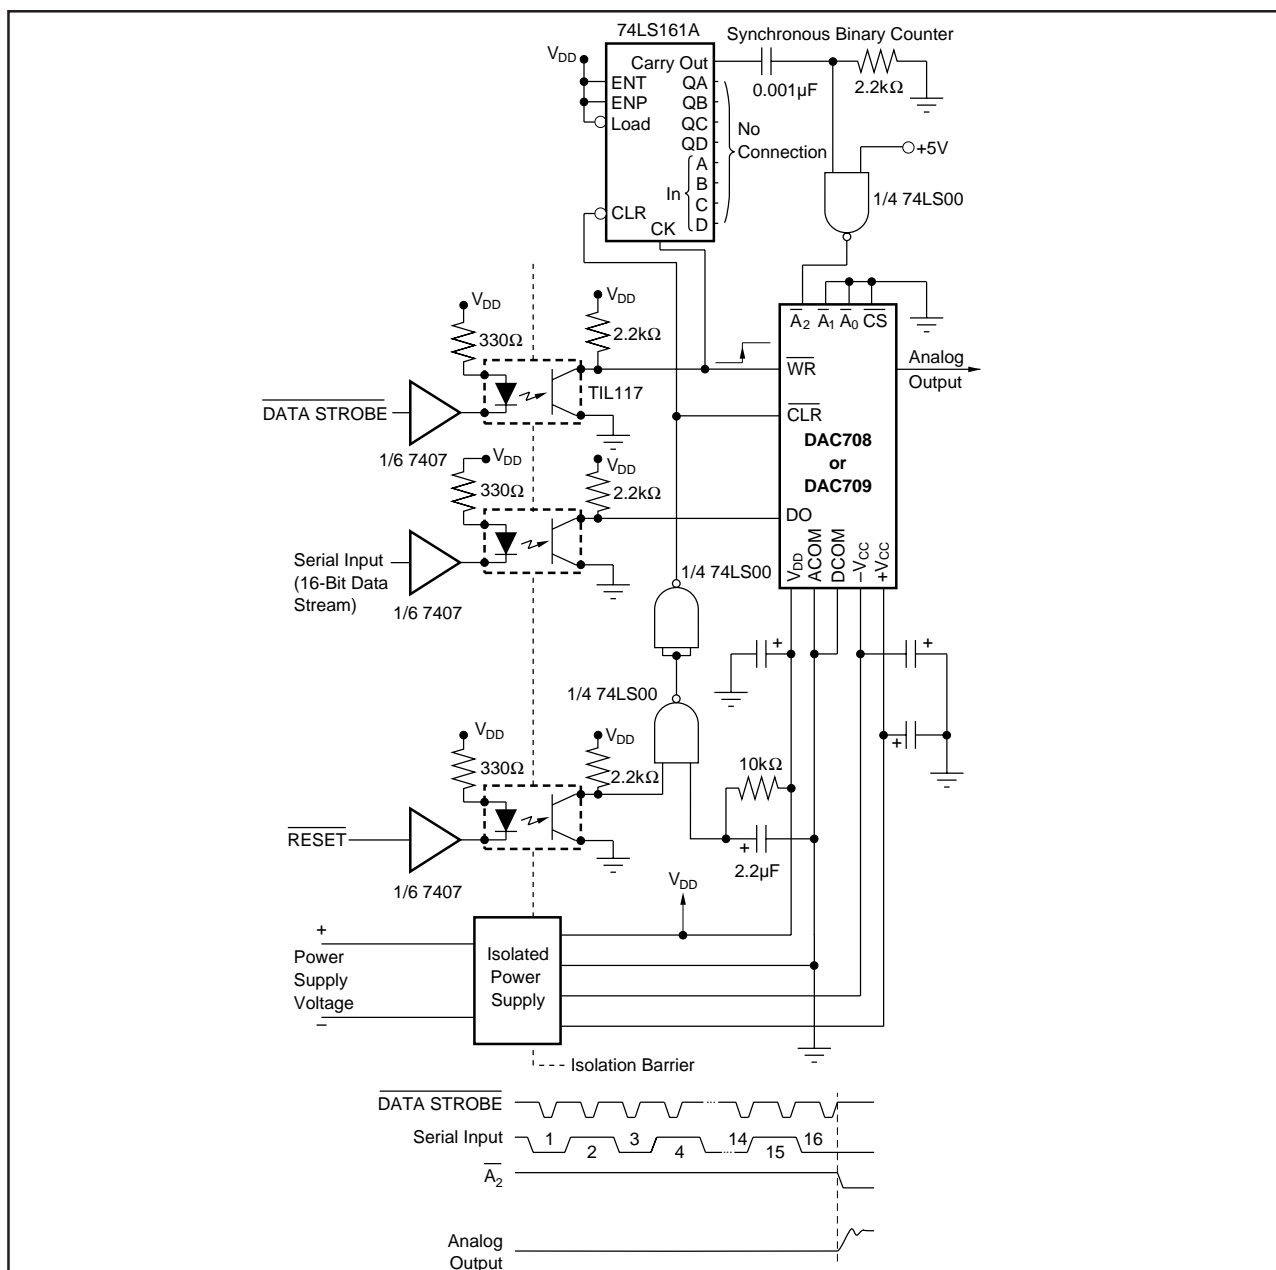 74LS161A
Synchronous Binary Counter
VDD
Carry Out
ENT
QA
0.001µF
2.2kΩ
ENP
QB
Load
QC
No
Connection
QD
+5V
In
A
B
C
D
1/4 74LS00
CLR
CK
VDD
VDD
A2 A1 A0 CS
330Ω
2.2kΩ
Analog
Output
WR
TIL117
DATA STROBE
CLR
DAC708
or
DAC709
1/6 7407
VDD
VDD
330Ω
2.2kΩ
DO
Serial Input
(16-Bit Data
Stream)
1/6 7407
VDD
ACOM
DCOM
–VCC
+VCC
1/4 74LS00
+
+
1/4 74LS00
VDD
VDD
+
330Ω
2.2kΩ
10kΩ
RESET
+
2.2µF
1/6 7407
VDD
+
Power
Supply
Voltage
–
Isolated
Power
Supply
Isolation Barrier
DATA STROBE
Serial Input
1 2 3 4 14 15 16
A2
Analog
Output